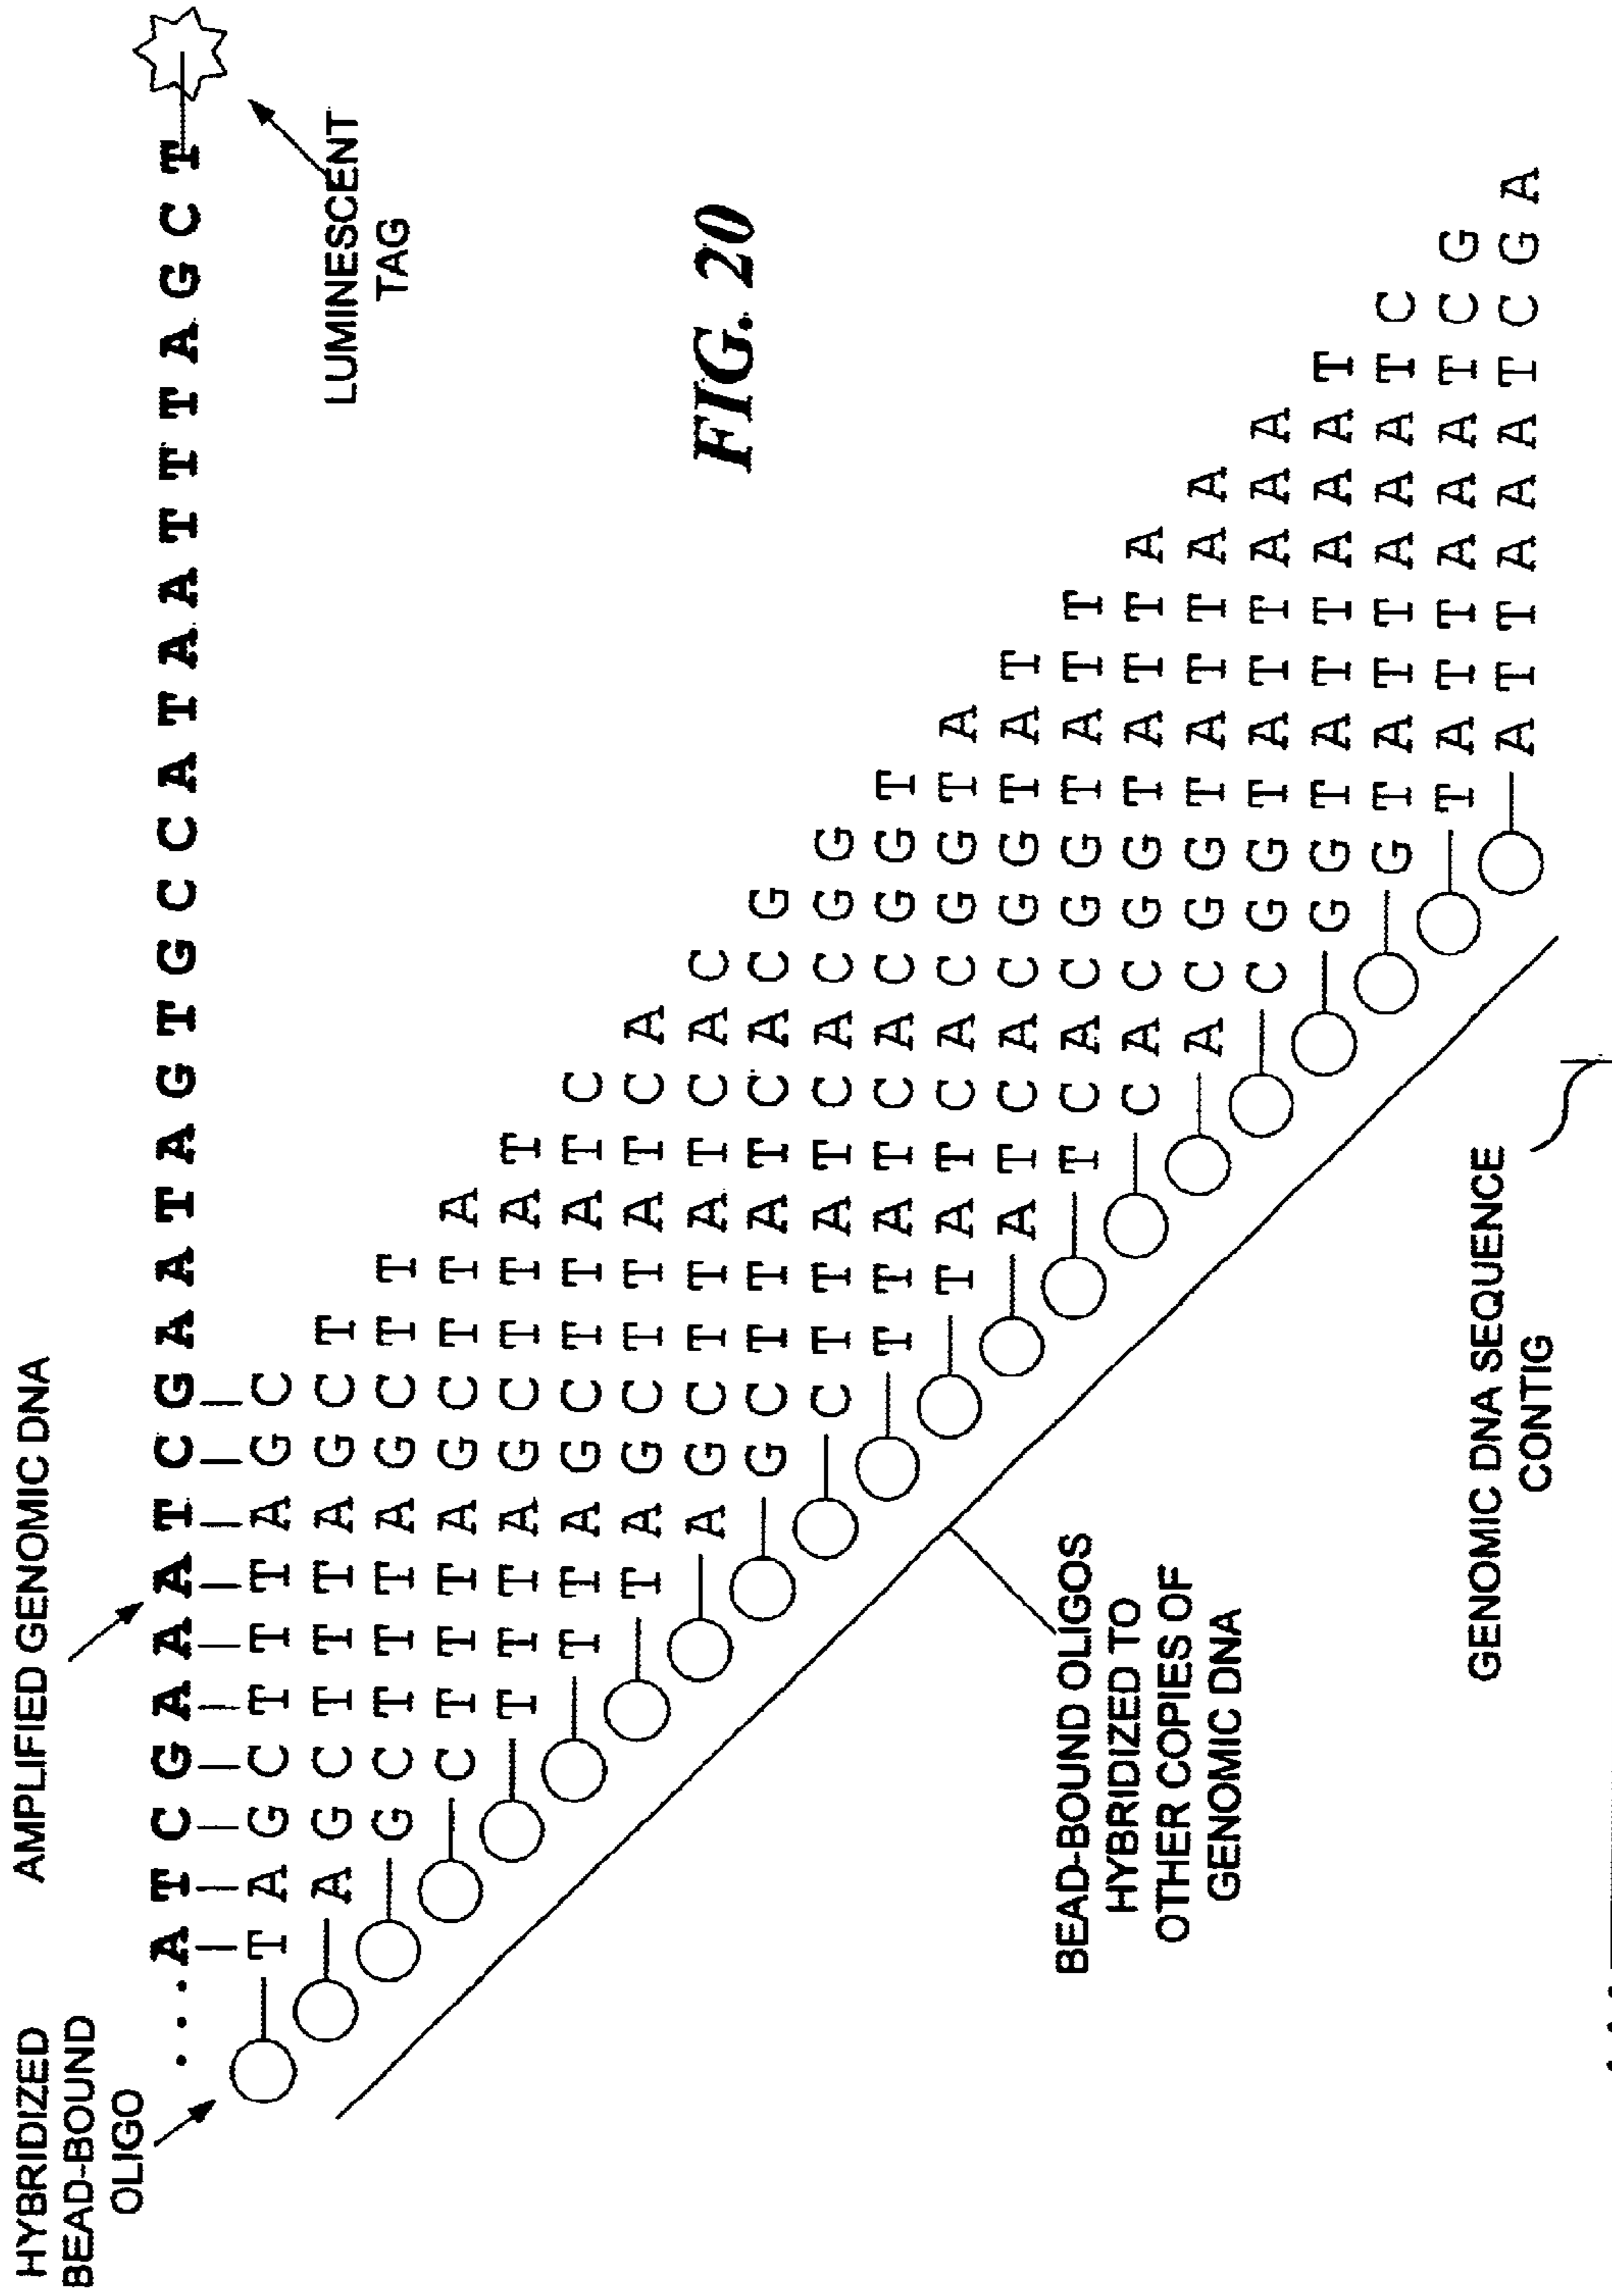 HYBRIDIZED
BEAD-BOUND
OLIGO
AMPLIFIED GENOMIC DNA
...A T C G A A A T C G A A T A G T G C C A T A A T T T A G C T
LUMINESCENT
TAG
T A G C T T T A G C
A G C T T T A G C T
G C T T T A G C T T
C T T T A G C T T A
T T T A G C T T A T
T T A G C T T A T C
T A G C T T A T C A
A G C T T A T C A C
G C T T A T C A C G
C T T A T C A C G G
T T A T C A C G G T
T A T C A C G G T A
A T C A C G G T A T
T C A C G G T A T T
C A C G G T A T T A
A C G G T A T T A A
C G G T A T T A A A
G G T A T T A A A T
G T A T T A A A T C
T A T T A A A T C G
A T T A A A T C G A
FIG. 20
BEAD-BOUND OLIGOS
HYBRIDIZED TO
OTHER COPIES OF
GENOMIC DNA
GENOMIC DNA SEQUENCE
CONTIG